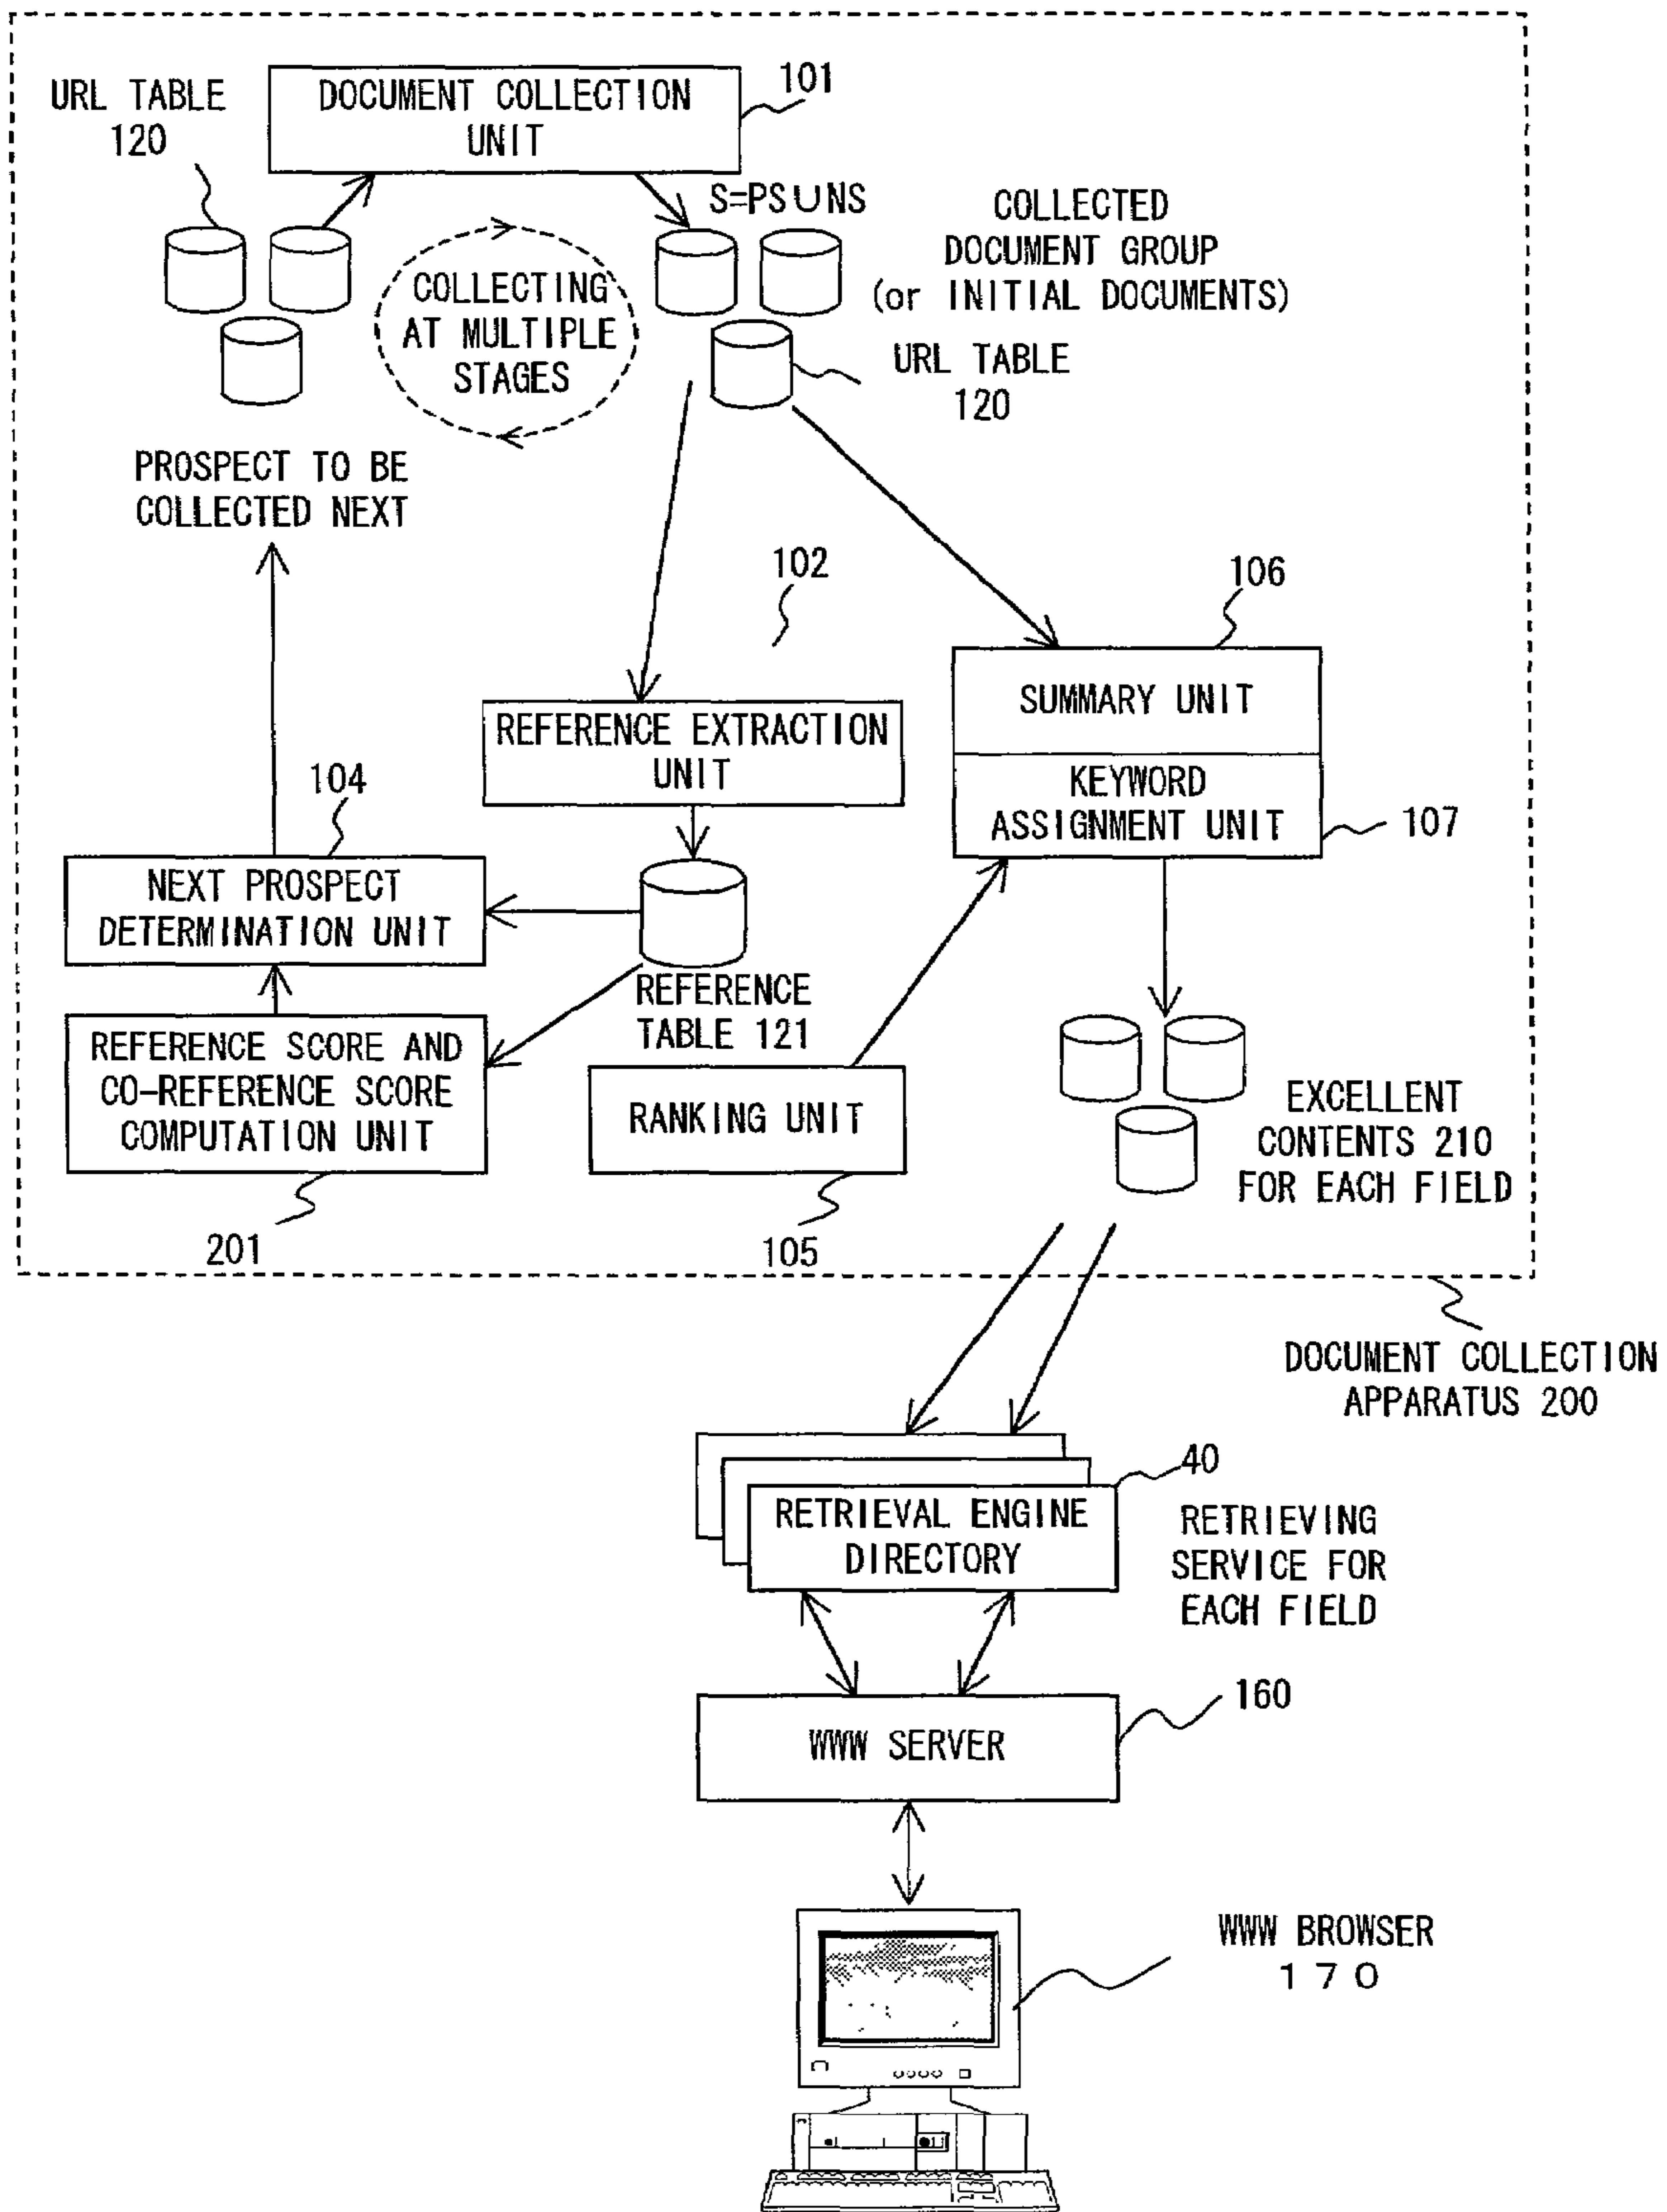 URL TABLE
120
DOCUMENT COLLECTION
UNIT
101
S=PS∪NS
COLLECTED
DOCUMENT GROUP
(or INITIAL DOCUMENTS)
COLLECTING
AT MULTIPLE
STAGES
URL TABLE
120
PROSPECT TO BE
COLLECTED NEXT
102
106
SUMMARY UNIT
REFERENCE EXTRACTION
UNIT
KEYWORD
ASSIGNMENT UNIT
107
104
NEXT PROSPECT
DETERMINATION UNIT
REFERENCE
TABLE 121
REFERENCE SCORE AND
CO-REFERENCE SCORE
COMPUTATION UNIT
201
RANKING UNIT
105
EXCELLENT
CONTENTS 210
FOR EACH FIELD
DOCUMENT COLLECTION
APPARATUS 200
40
RETRIEVAL ENGINE
DIRECTORY
RETRIEVING
SERVICE FOR
EACH FIELD
160
WWW SERVER
WWW BROWSER
170